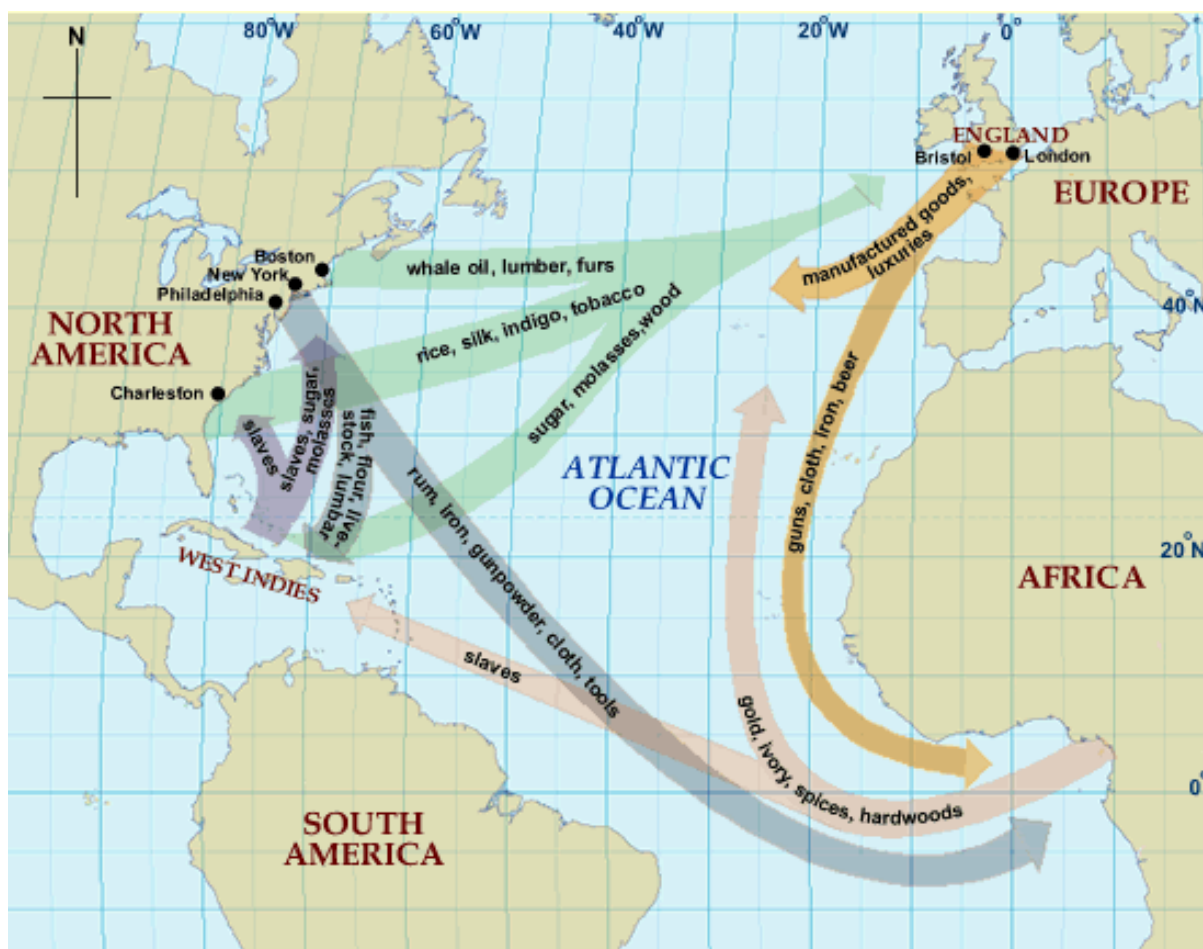 80°W
60°W
40°W
20°W
0°
N
ENGLAND
Bristol
London
EUROPE
manufactured goods,
luxuries
Boston
New York
Philadelphia
whale oil, lumber, furs
rice, silk, indigo, tobacco
sugar, molasses,wood
40°N
NORTH
AMERICA
Charleston
slaves
slaves, sugar,
molasses
fish, flour, live-
stock, lumbar
rum, iron, gunpowder, cloth, tools
guns, cloth, iron, beer
ATLANTIC
OCEAN
20°N
WEST INDIES
AFRICA
slaves
gold, ivory, spices, hardwoods
0°
SOUTH
AMERICA